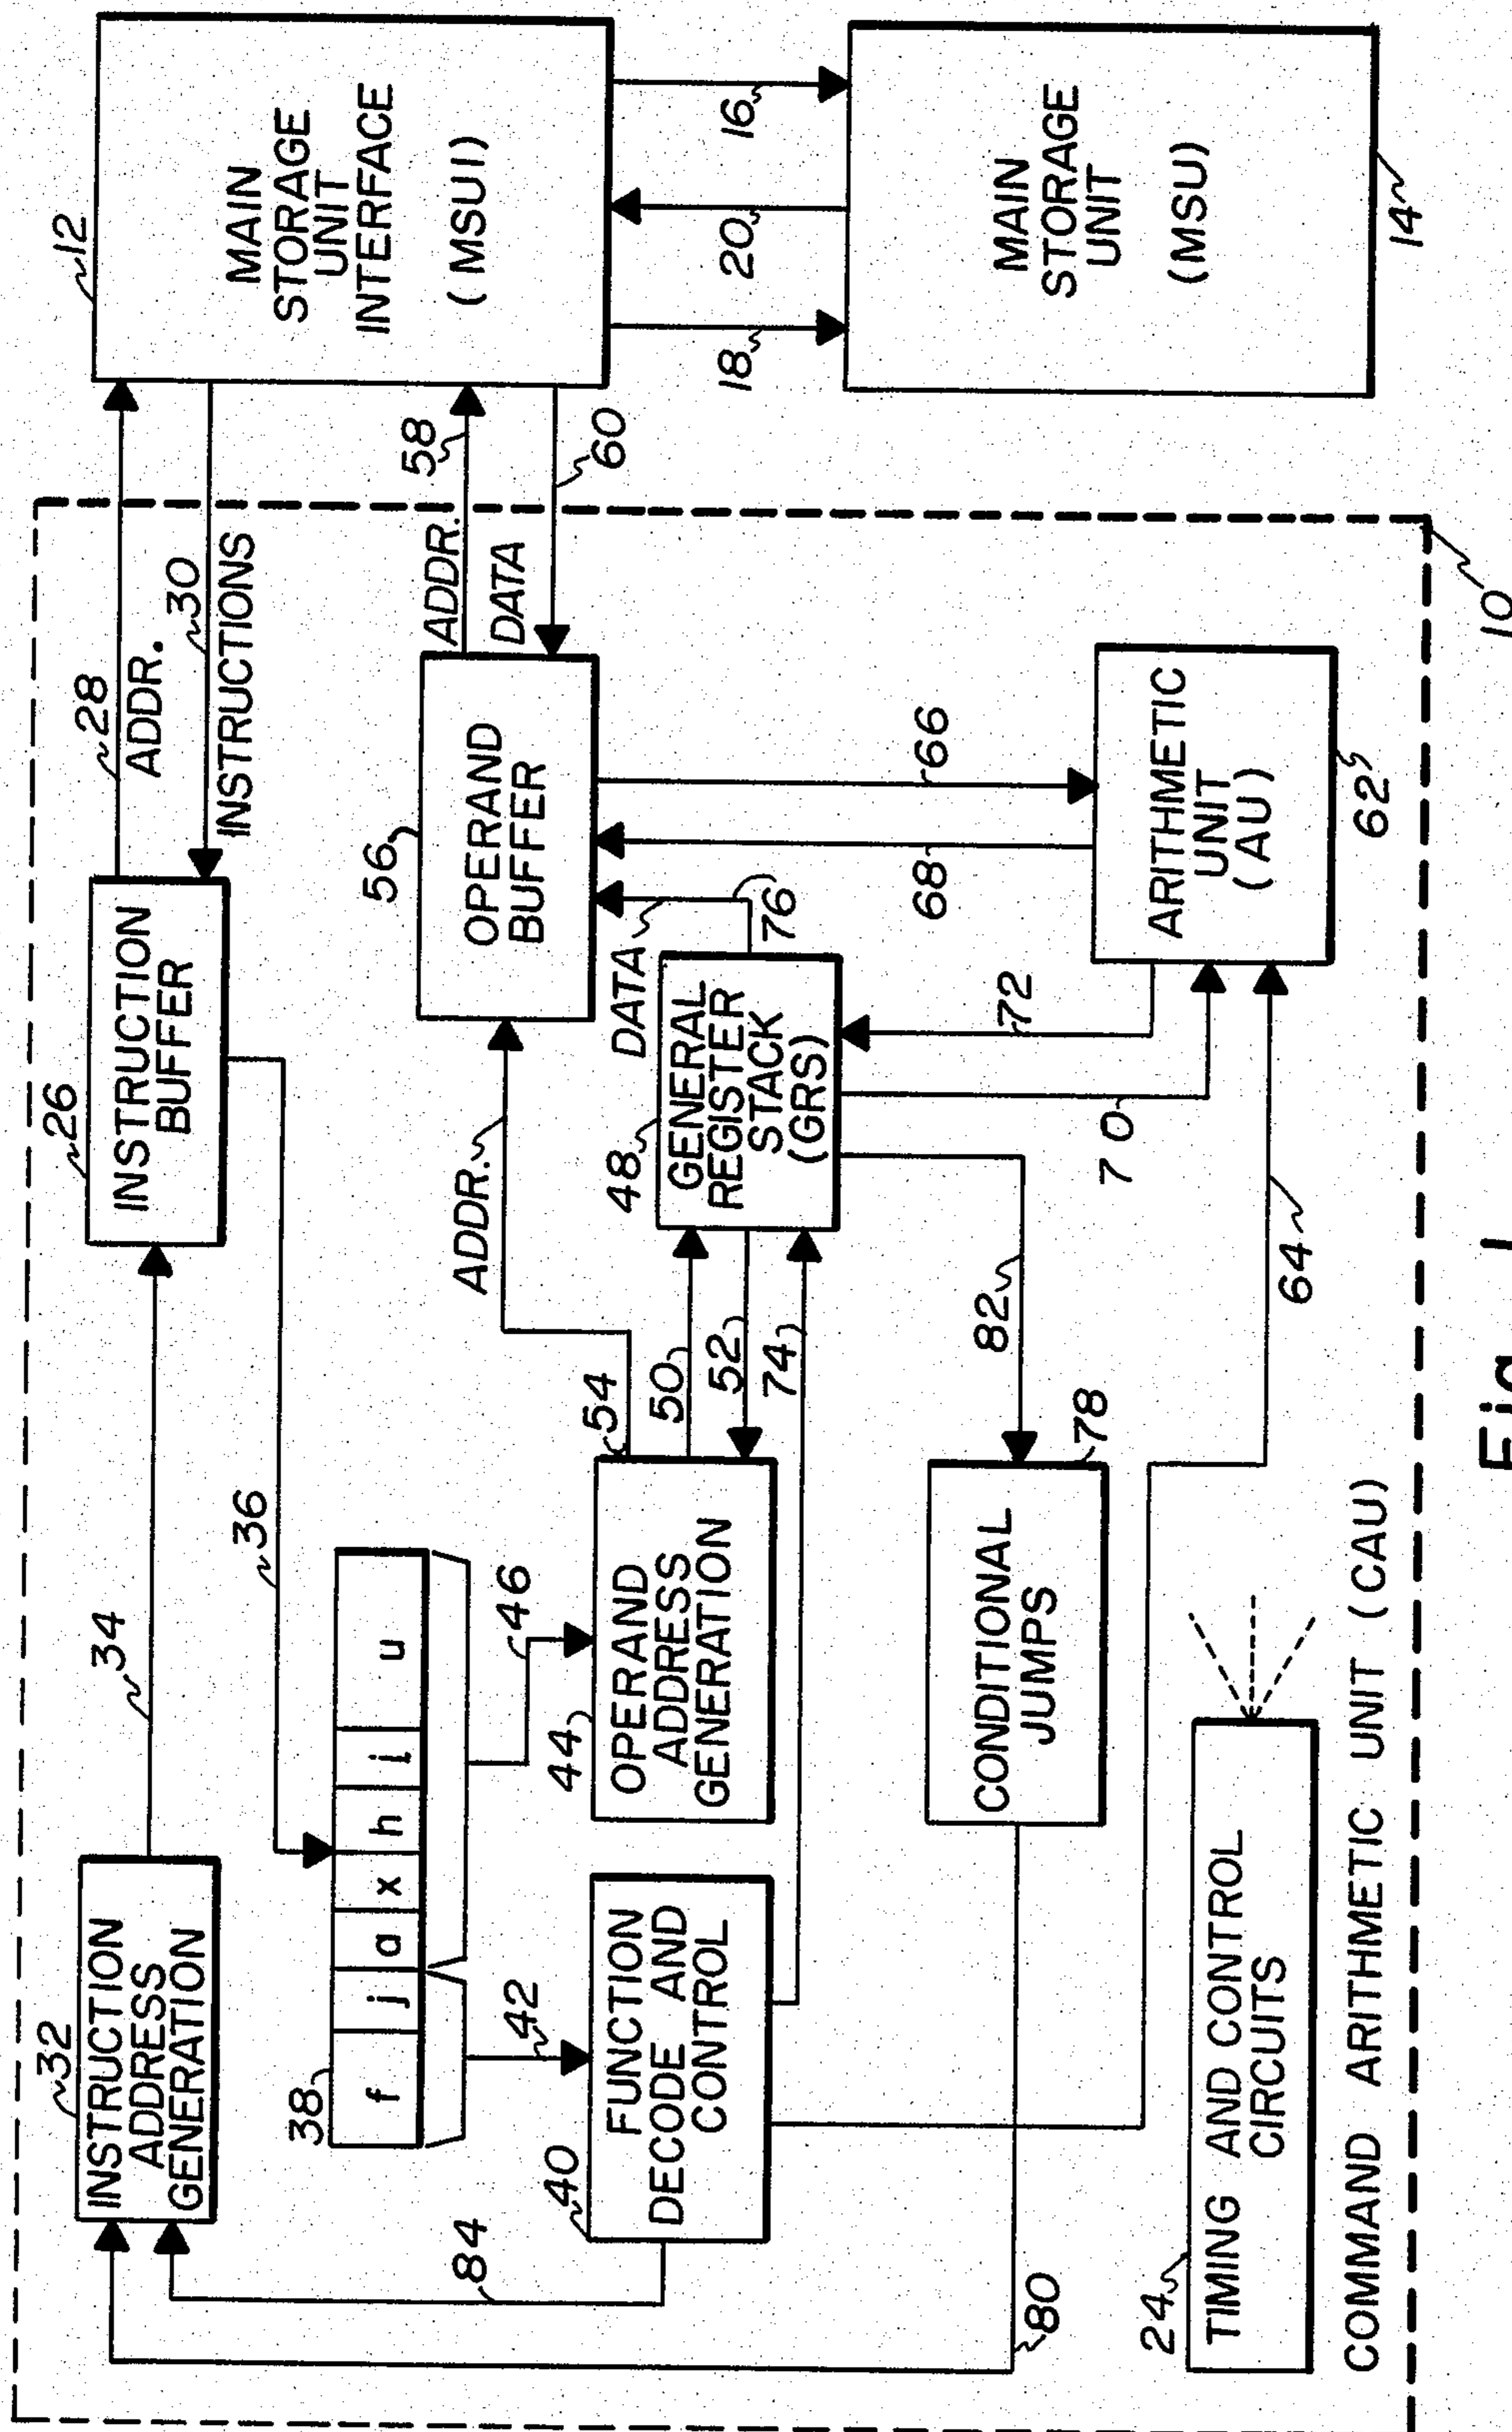 32
INSTRUCTION
ADDRESS
GENERATION
34
26
INSTRUCTION
BUFFER
28
ADDR.
30
INSTRUCTIONS
12
MAIN
STORAGE
UNIT
INTERFACE
(MSUI)
36
38
f j a x h i u
42
46
84
40
FUNCTION
DECODE AND
CONTROL
44
OPERAND
ADDRESS
GENERATION
54
ADDR.
50
52
74
56
OPERAND
BUFFER
ADDR.
58
DATA
60
48
GENERAL
REGISTER
STACK
(GRS)
DATA
76
18
20
16
MAIN
STORAGE
UNIT
(MSU)
14
68
66
72
70
82
CONDITIONAL
JUMPS
78
80
64
ARITHMETIC
UNIT
(AU)
62
24
TIMING AND CONTROL
CIRCUITS
COMMAND ARITHMETIC UNIT (CAU)
10